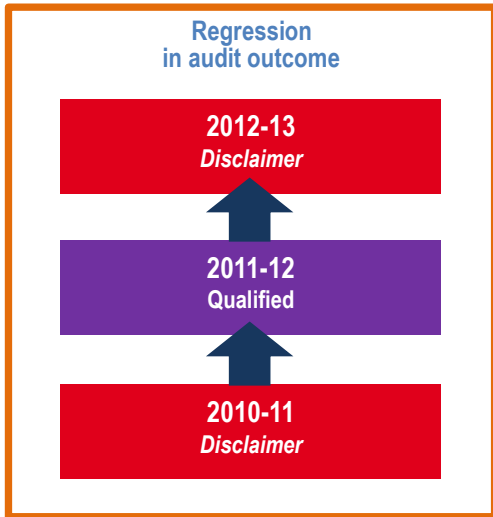 Regression
in audit outcome
2012-13
Disclaimer
2011-12
Qualified
2010-11
Disclaimer